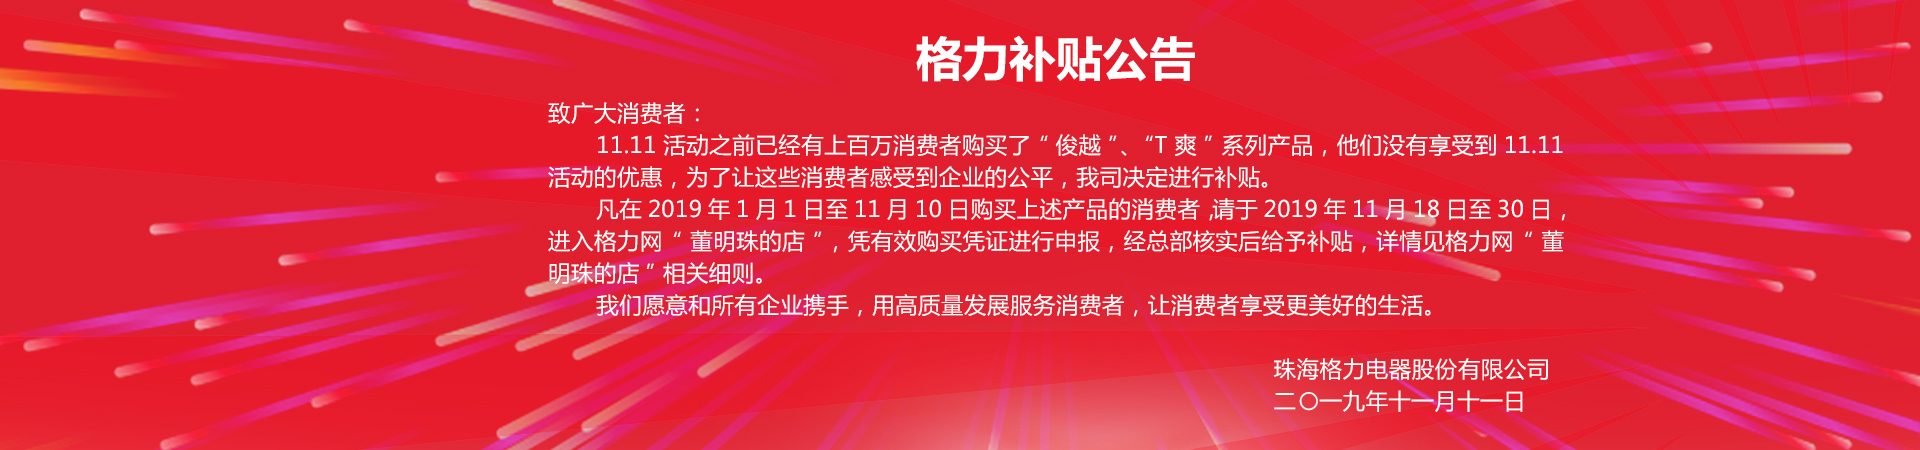 格力补贴公告
致广大消费者：
11.11 活动之前已经有上百万消费者购买了“ 俊越 ”、“T 爽 ” 系列产品，他们没有享受到 11.11
活动的优惠，为了让这些消费者感受到企业的公平，我司决定进行补贴。
凡在 2019 年 1 月 1 日至 11 月 10 日购买上述产品的消费者 ,请于 2019 年 11 月 18 日至 30 日，
进入格力网“ 董明珠的店 ”，凭有效购买凭证进行申报，经总部核实后给予补贴，详情见格力网“ 董
明珠的店 ” 相关细则。
我们愿意和所有企业携手，用高质量发展服务消费者，让消费者享受更美好的生活。
珠海格力电器股份有限公司
二〇一九年十一月十一日